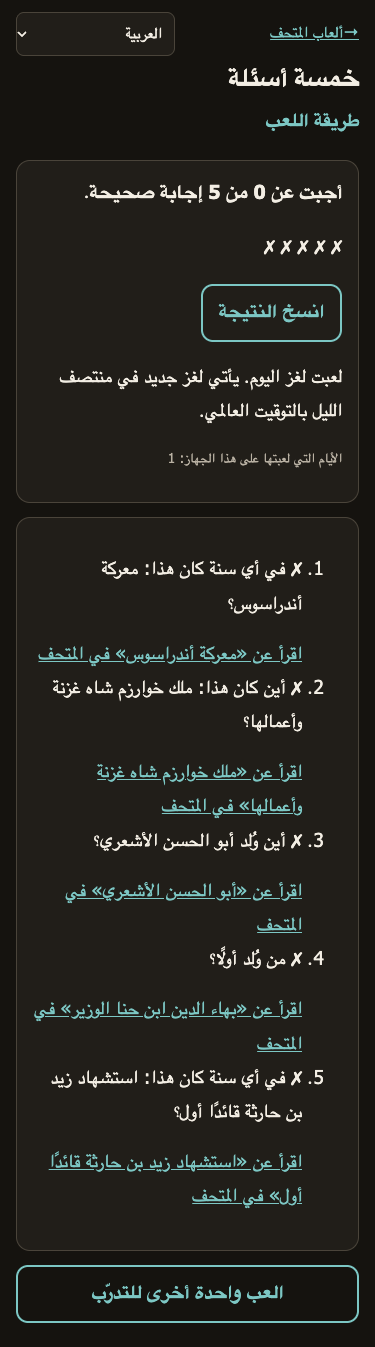 →ألعاب المتحف
العربية
خمسة أسئلة
طريقة اللعب
أجبت عن 0 من 5 إجابة صحيحة.
✗ ✗ ✗ ✗ ✗
انسخ النتيجة
لعبت لغز اليوم. يأتي لغز جديد في منتصف
الليل بالتوقيت العالمي.
الأيام التي لعبتها على هذا الجهاز: 1
1. ✗ في أي سنة كان هذا: معركة
أندراسوس؟
اقرأ عن «معركة أندراسوس» في المتحف
2. ✗ أين كان هذا: ملك خوارزم شاه غزنة
وأعمالها؟
اقرأ عن «ملك خوارزم شاه غزنة
وأعمالها» في المتحف
3. ✗ أين وُلد أبو الحسن الأشعري؟
اقرأ عن «أبو الحسن الأشعري» في
المتحف
4. ✗ من وُلد أولًا؟
اقرأ عن «بهاء الدين ابن حنا الوزير» في
المتحف
5. ✗ في أي سنة كان هذا: استشهاد زيد
بن حارثة قائدًا أول؟
اقرأ عن «استشهاد زيد بن حارثة قائدًا
أول» في المتحف
العب واحدة أخرى للتدرّب